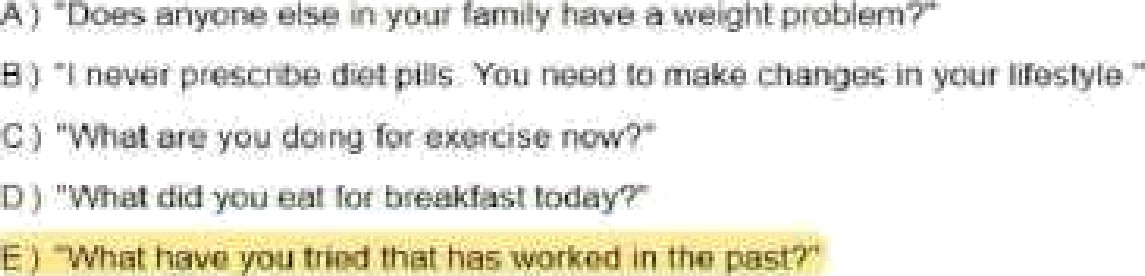 A) "Does anyone else in your family have a weight problem?"
B) "I never prescribe diet pills. You need to make changes in your lifestyle."
C) "What are you doing for exercise now?"
D) "What did you eat for breakfast today?"
E) "What have you tried that has worked in the past?"